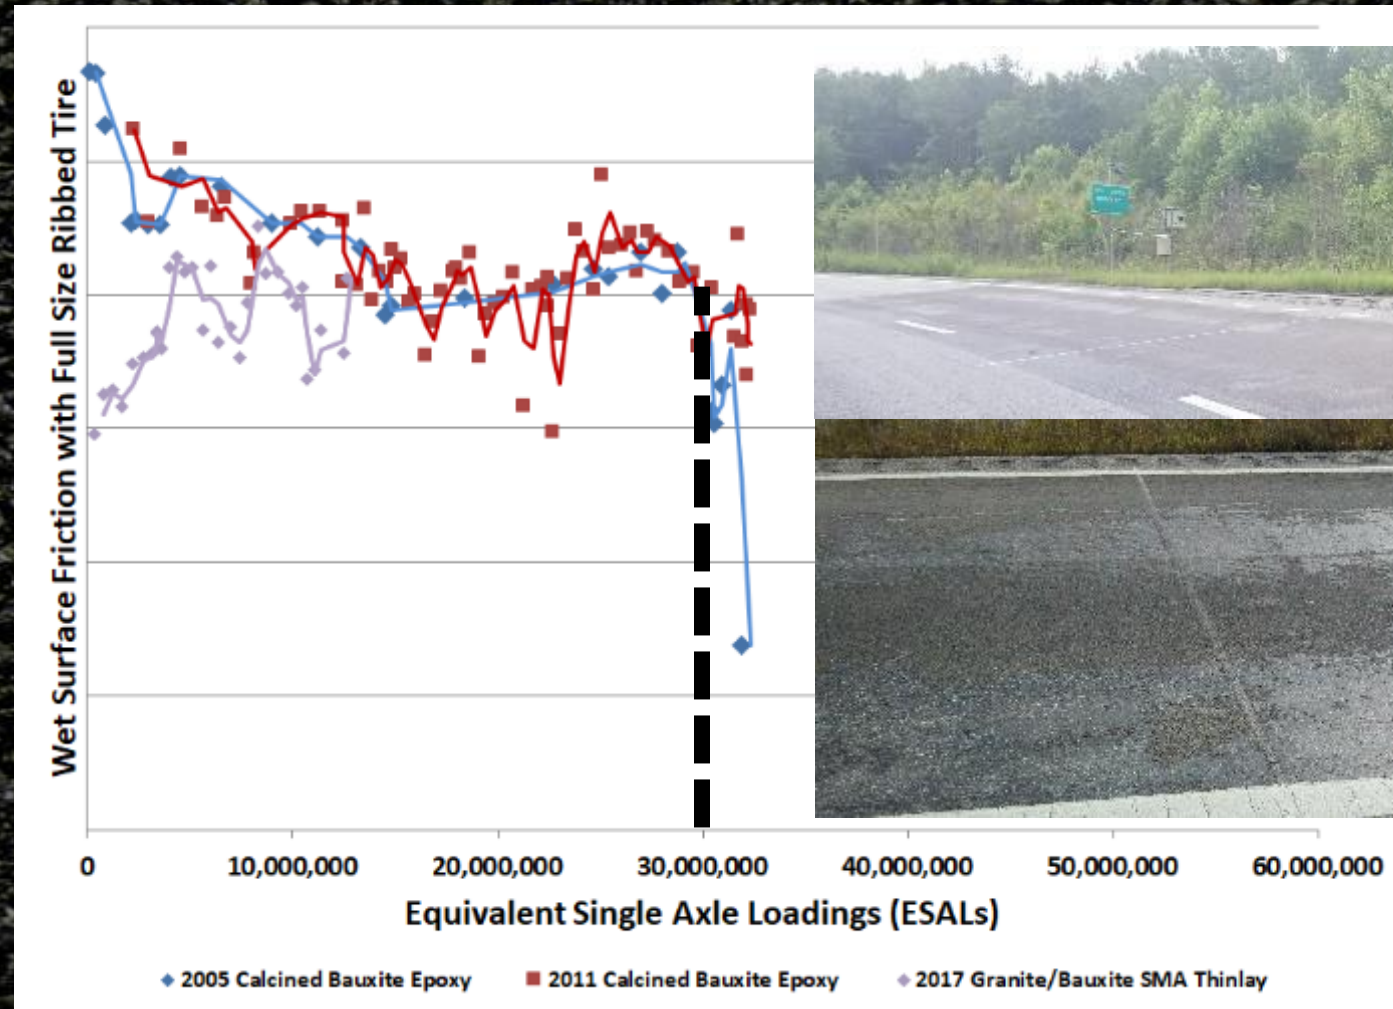 Wet Surface Friction with Full Size Ribbed Tire
0
10,000,000
20,000,000
30,000,000
40,000,000
50,000,000
60,000,000
Equivalent Single Axle Loadings (ESALs)
2005 Calcined Bauxite Epoxy
2011 Calcined Bauxite Epoxy
2017 Granite/Bauxite SMA Thinlay